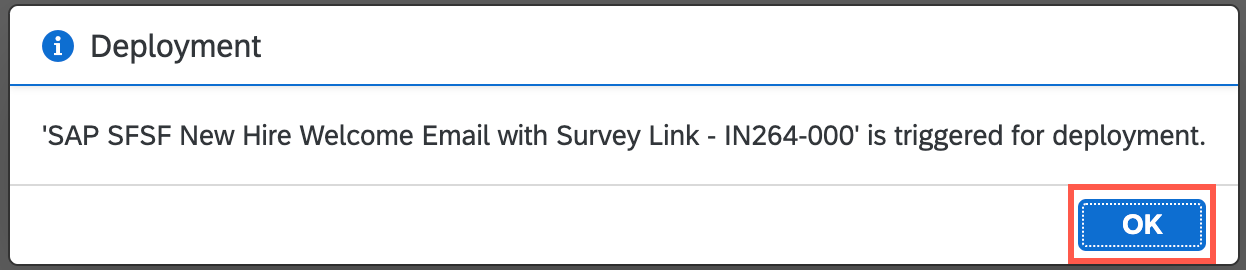 Deployment
'SAP SFSF New Hire Welcome Email with Survey Link - IN264-000' is triggered for deployment.
OK